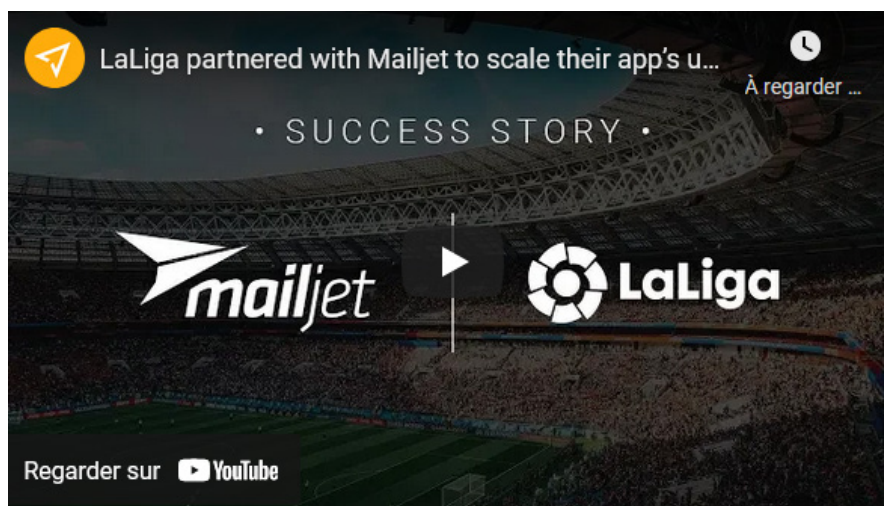 LaLiga partnered with Mailjet to scale their app’s u...
À regarder ...
• SUCCESS STORY •
mailjet
LaLiga
Regarder sur YouTube